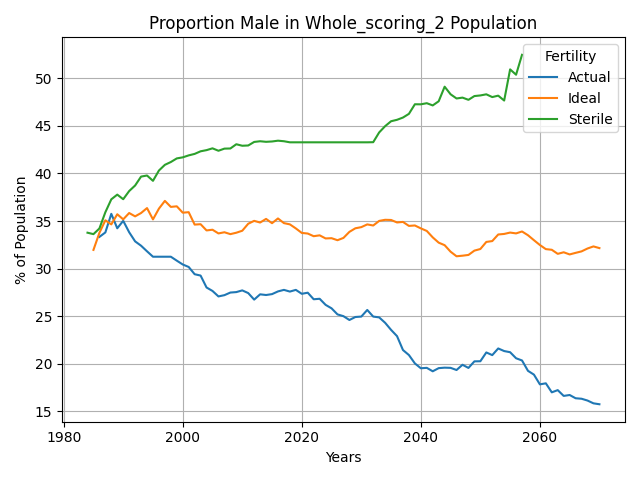 Proportion Male in Whole_scoring_2 Population
Fertility
Actual
Ideal
Sterile
% of Population
50
45
40
35
30
25
20
15
1980
2000
2020
2040
2060
Years